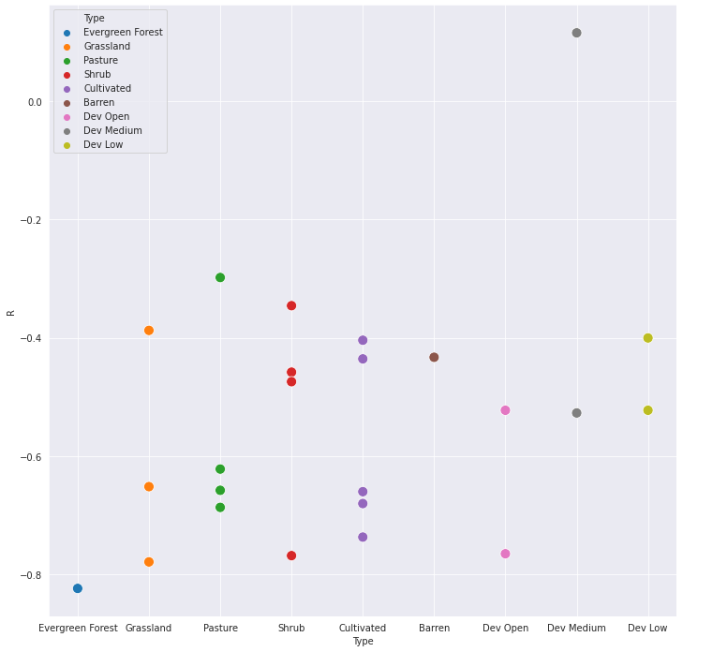 Type
Evergreen Forest
Grassland
Pasture
Shrub
Cultivated
Barren
Dev Open
Dev Medium
Dev Low
0.0
−0.2
−0.4
−0.6
−0.8
R
Evergreen Forest Grassland Pasture Shrub Cultivated Barren Dev Open Dev Medium Dev Low
Type